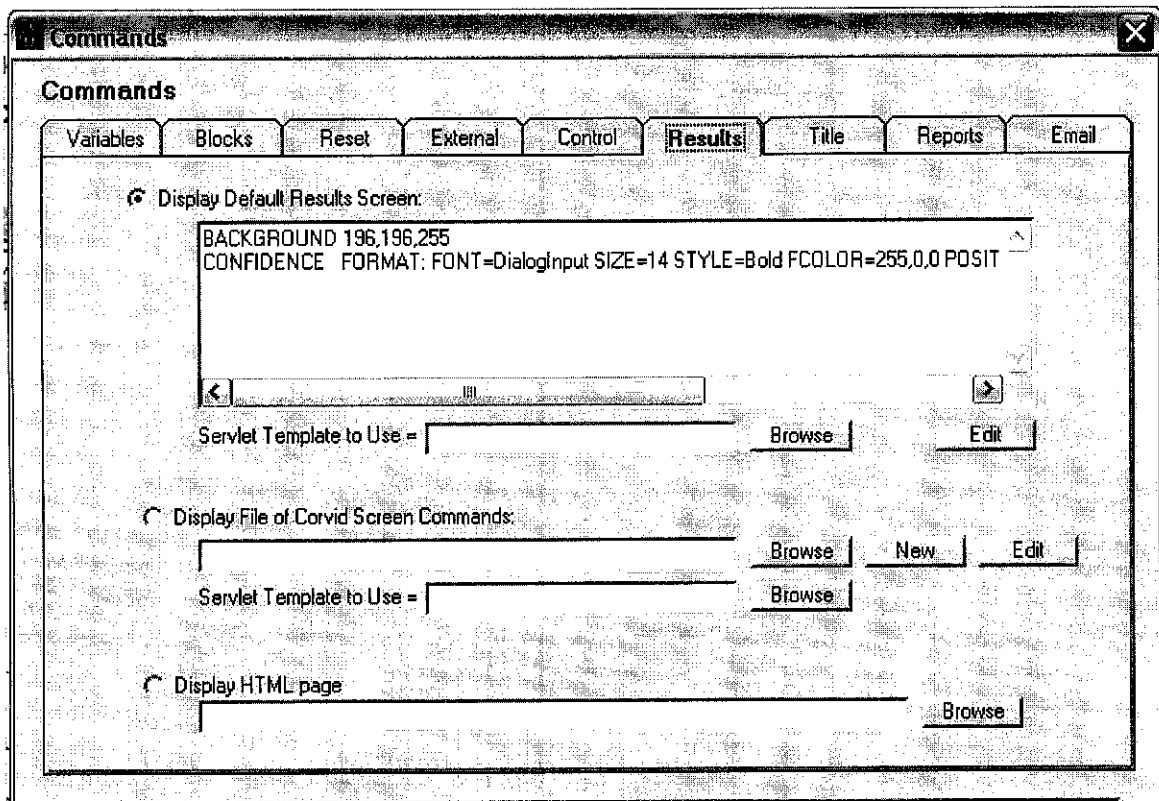 Commands
Commands
Variables Blocks Reset External Control Results Title Reports Email
Display Default Results Screen:
BACKGROUND 196,196,255
CONFIDENCE FORMAT: FONT=DialogInput SIZE=14 STYLE=Bold FCOLOR=255,0,0 POSIT
Servlet Template to Use = Browse Edit
Display File of Corvid Screen Commands:
Browse New Edit
Servlet Template to Use = Browse
Display HTML page
Browse